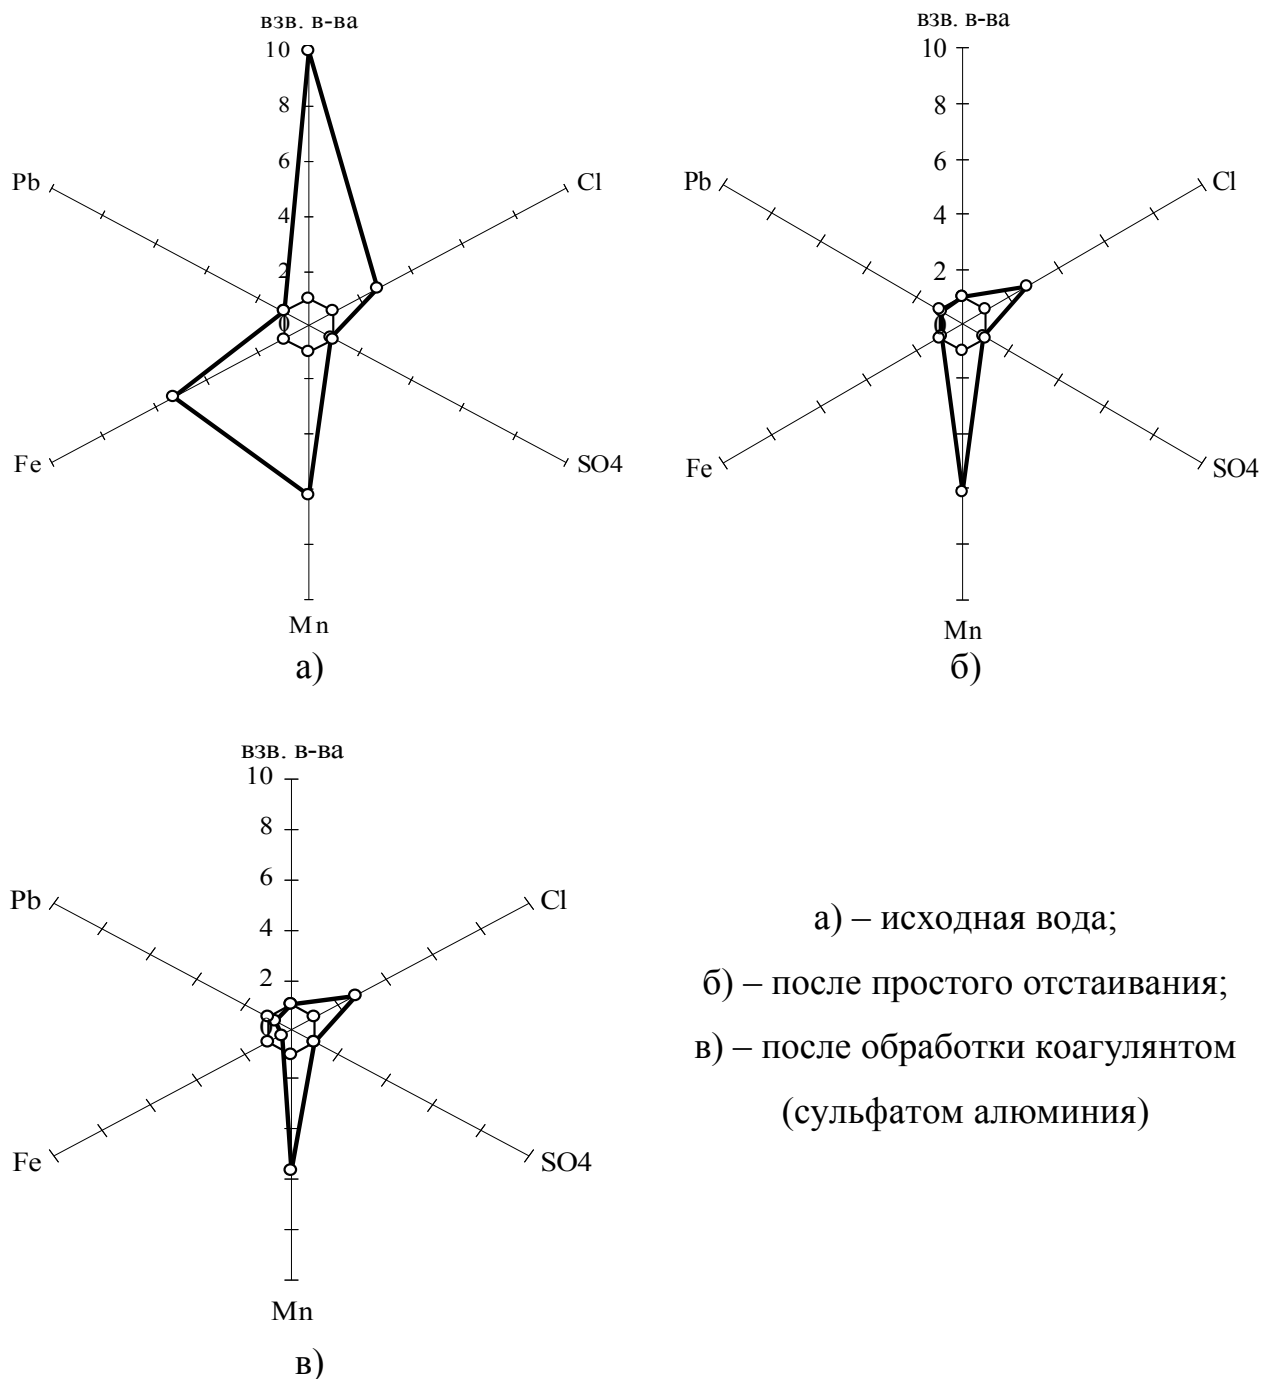 взв. в-ва
10
8
6
4
2
0
Pb
Cl
Fe
SO4
Mn
а)
взв. в-ва
10
8
6
4
2
0
Pb
Cl
Fe
SO4
Mn
б)
взв. в-ва
10
8
6
4
2
0
Pb
Cl
Fe
SO4
Mn
в)
а) – исходная вода;
б) – после простого отстаивания;
в) – после обработки коагулянтом
(сульфатом алюминия)